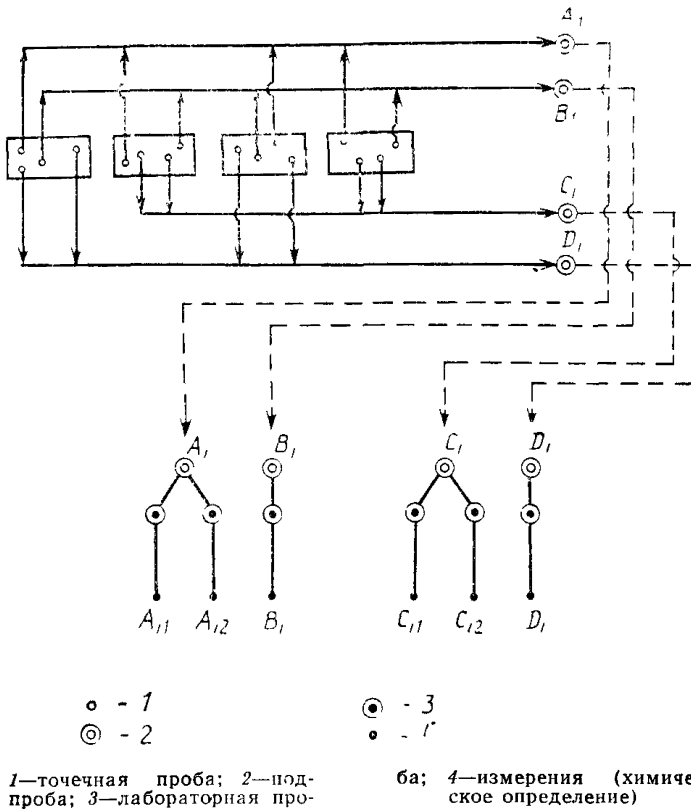 A₁
B₁
C₁
D₁
A₁ B₁ C₁ D₁
A₁₁ A₁₂ B₁ C₁₁ C₁₂ D₁
- 1 - 3
- 2 -
1—точечная проба; 2—под-
проба; 3—лабораторная про-
ба; 4—измерения (химиче
ское определение)